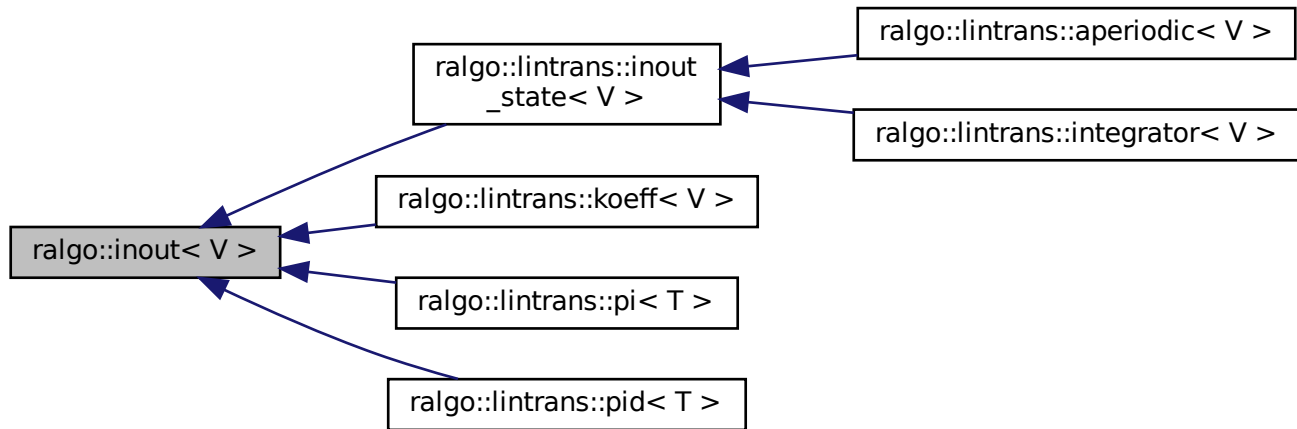 ralgo::inout< V >
ralgo::lintrans::inout
_state< V >
ralgo::lintrans::koeff< V >
ralgo::lintrans::pi< T >
ralgo::lintrans::pid< T >
ralgo::lintrans::aperiodic< V >
ralgo::lintrans::integrator< V >